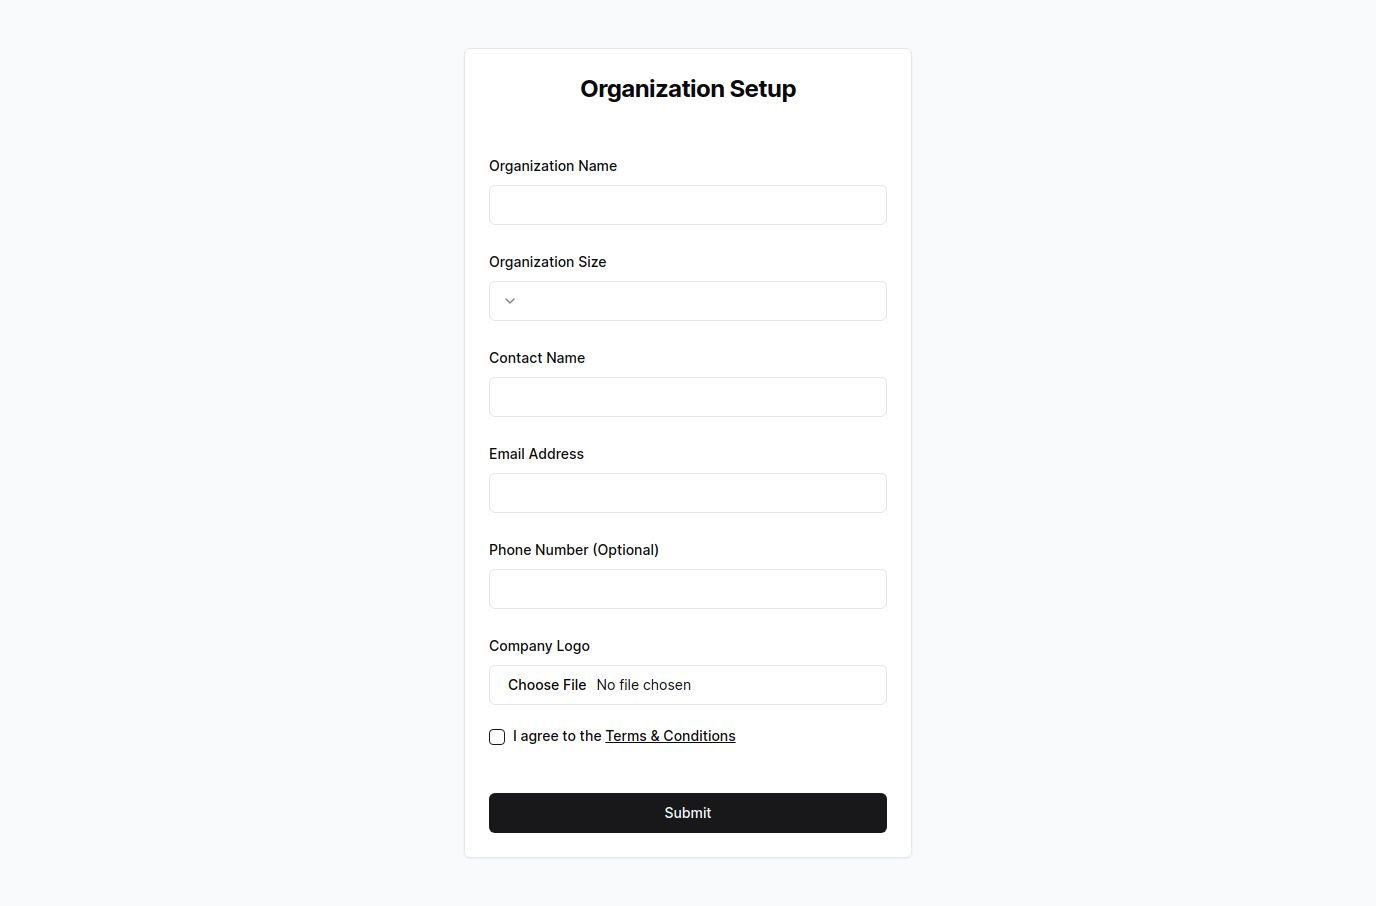 Organization Setup
Organization Name
Organization Size
Contact Name
Email Address
Phone Number (Optional)
Company Logo
Choose File No file chosen
I agree to the Terms & Conditions
Submit